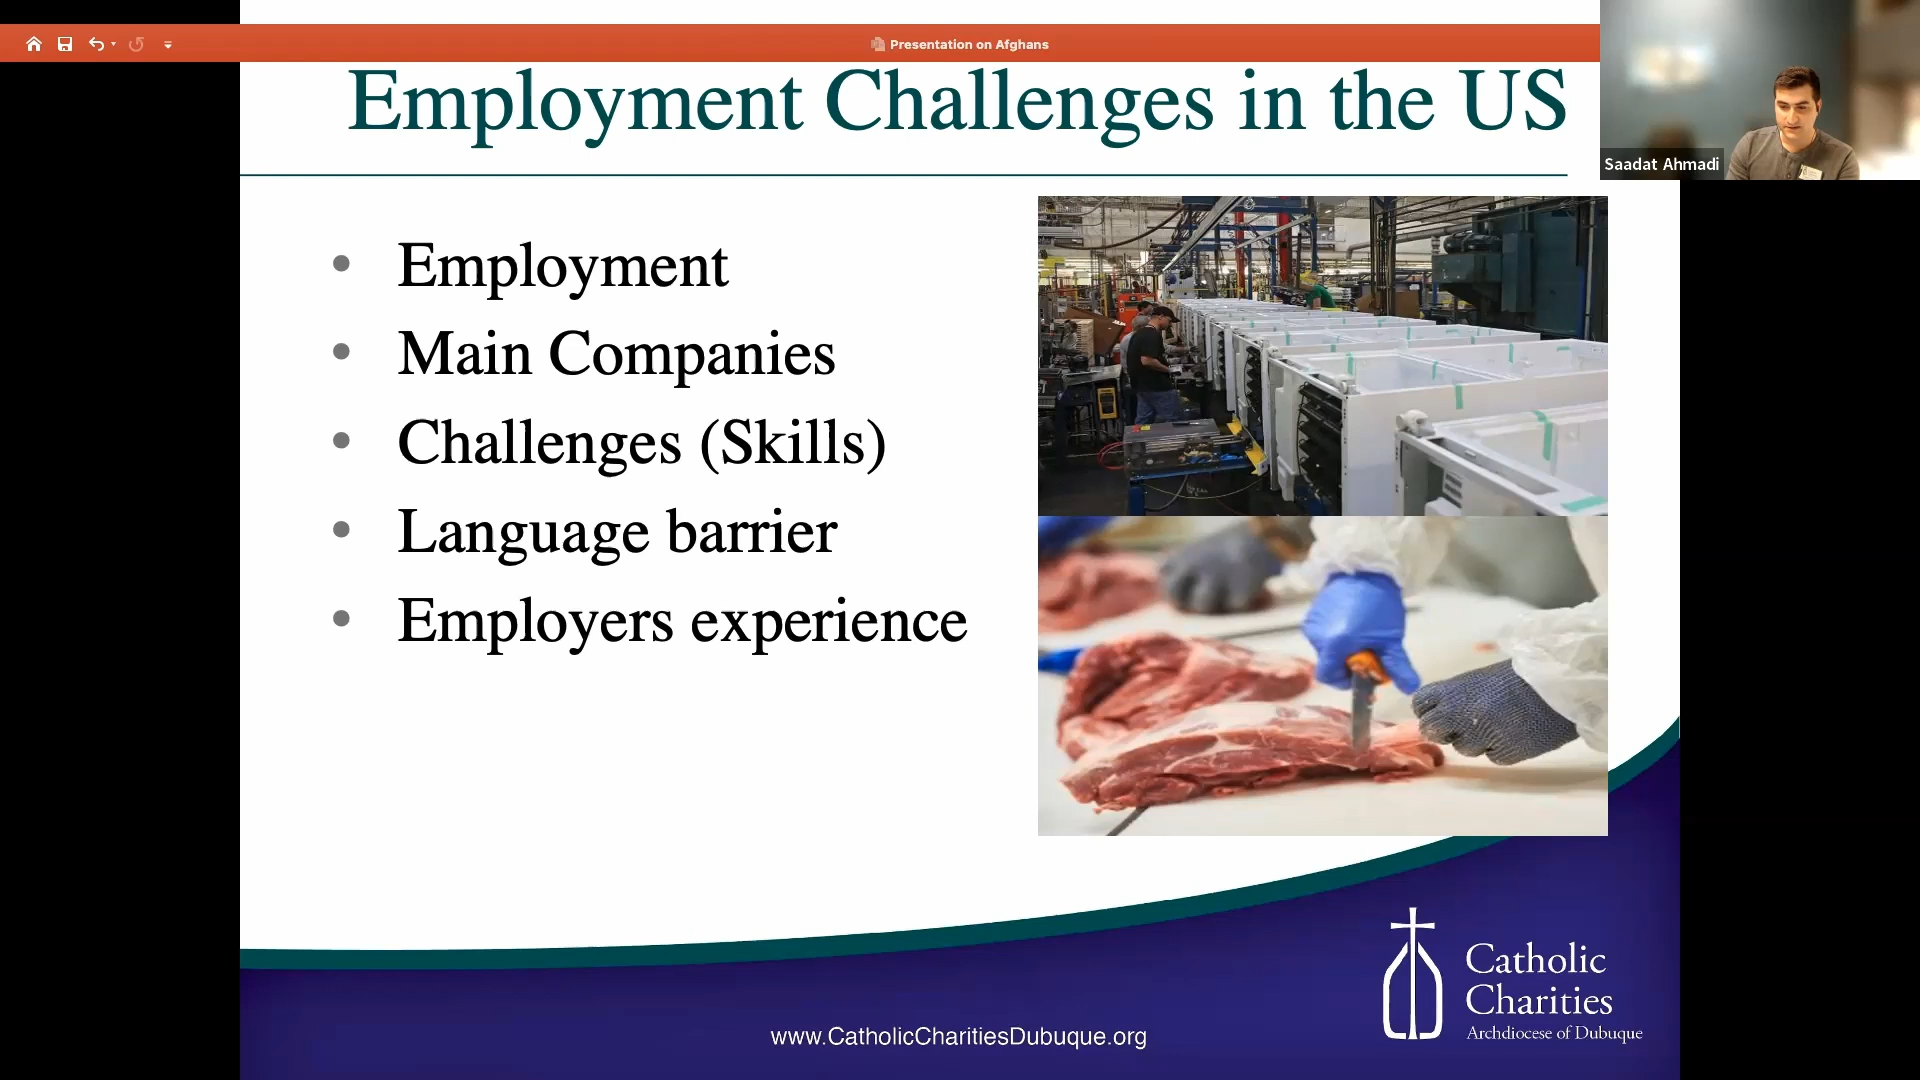 Presentation on Afghans
Employment Challenges in the US
Saadat Ahmadi
• Employment
• Main Companies
• Challenges (Skills)
• Language barrier
• Employers experience
Catholic
Charities
Archdiocese of Dubuque
www.CatholicCharitiesDubuque.org